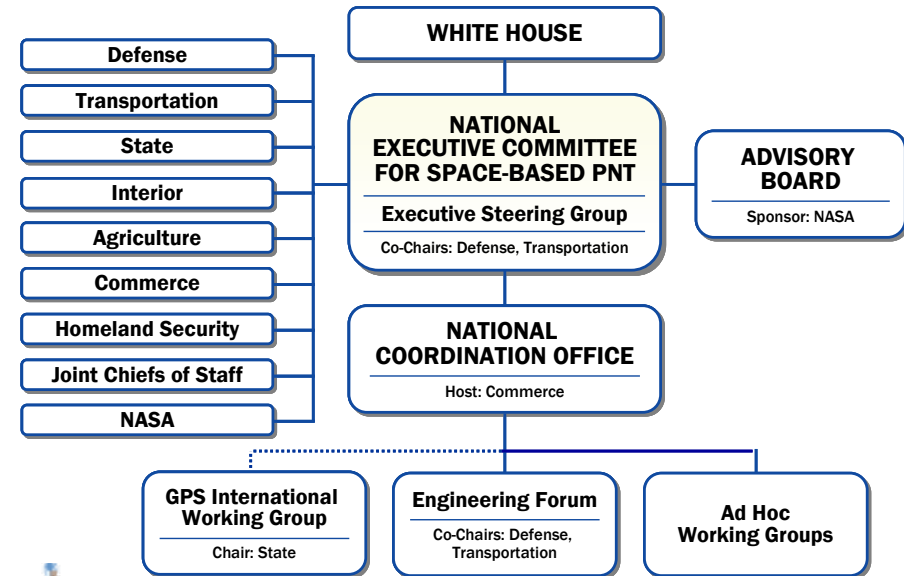 WHITE HOUSE
Defense
Transportation
State
Interior
Agriculture
Commerce
Homeland Security
Joint Chiefs of Staff
NASA
NATIONAL
EXECUTIVE COMMITTEE
FOR SPACE-BASED PNT
Executive Steering Group
Co-Chairs: Defense, Transportation
ADVISORY
BOARD
Sponsor: NASA
NATIONAL
COORDINATION OFFICE
Host: Commerce
GPS International
Working Group
Chair: State
Engineering Forum
Co-Chairs: Defense,
Transportation
Ad Hoc
Working Groups